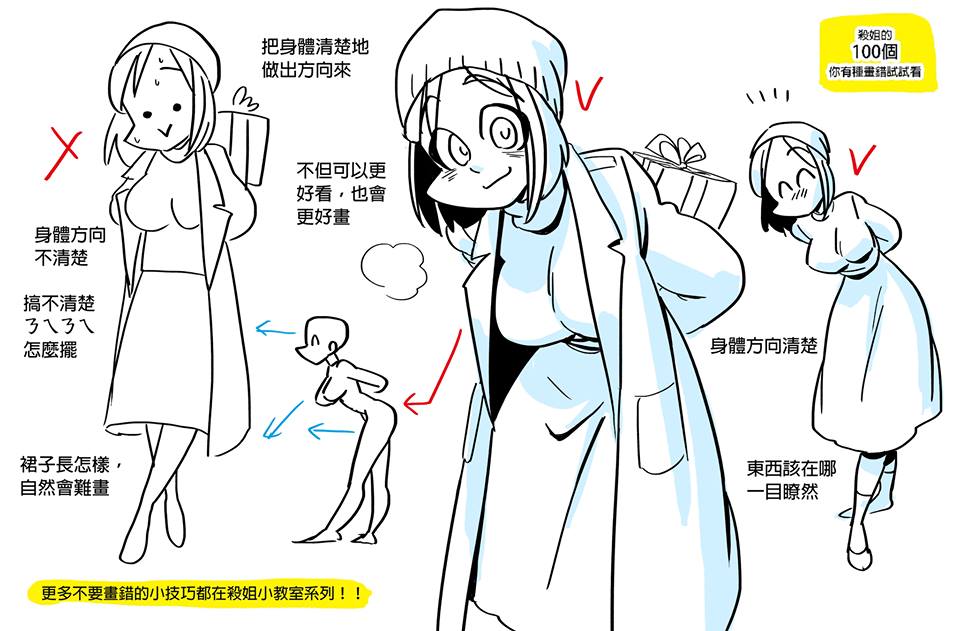 殺姐的
100個
你有種畫錯試試看
把身體清楚地
做出方向來
不但可以更
好看，也會
更好畫
身體方向
不清楚
搞不清楚
ㄋㄟㄋㄟ
怎麼擺
裙子長怎樣，
自然會難畫
身體方向清楚
東西該在哪
一目瞭然
更多不要畫錯的小技巧都在殺姐小教室系列！！